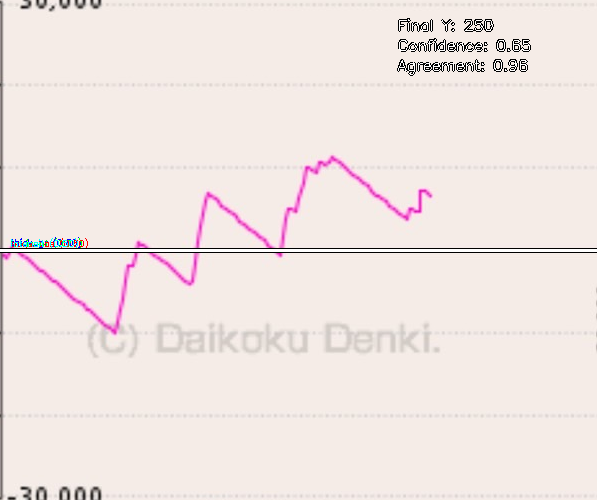 30,000
Final Y: 250
Confidence: 0.65
Agreement: 0.96
(C) Daikoku Denki.
-30,000